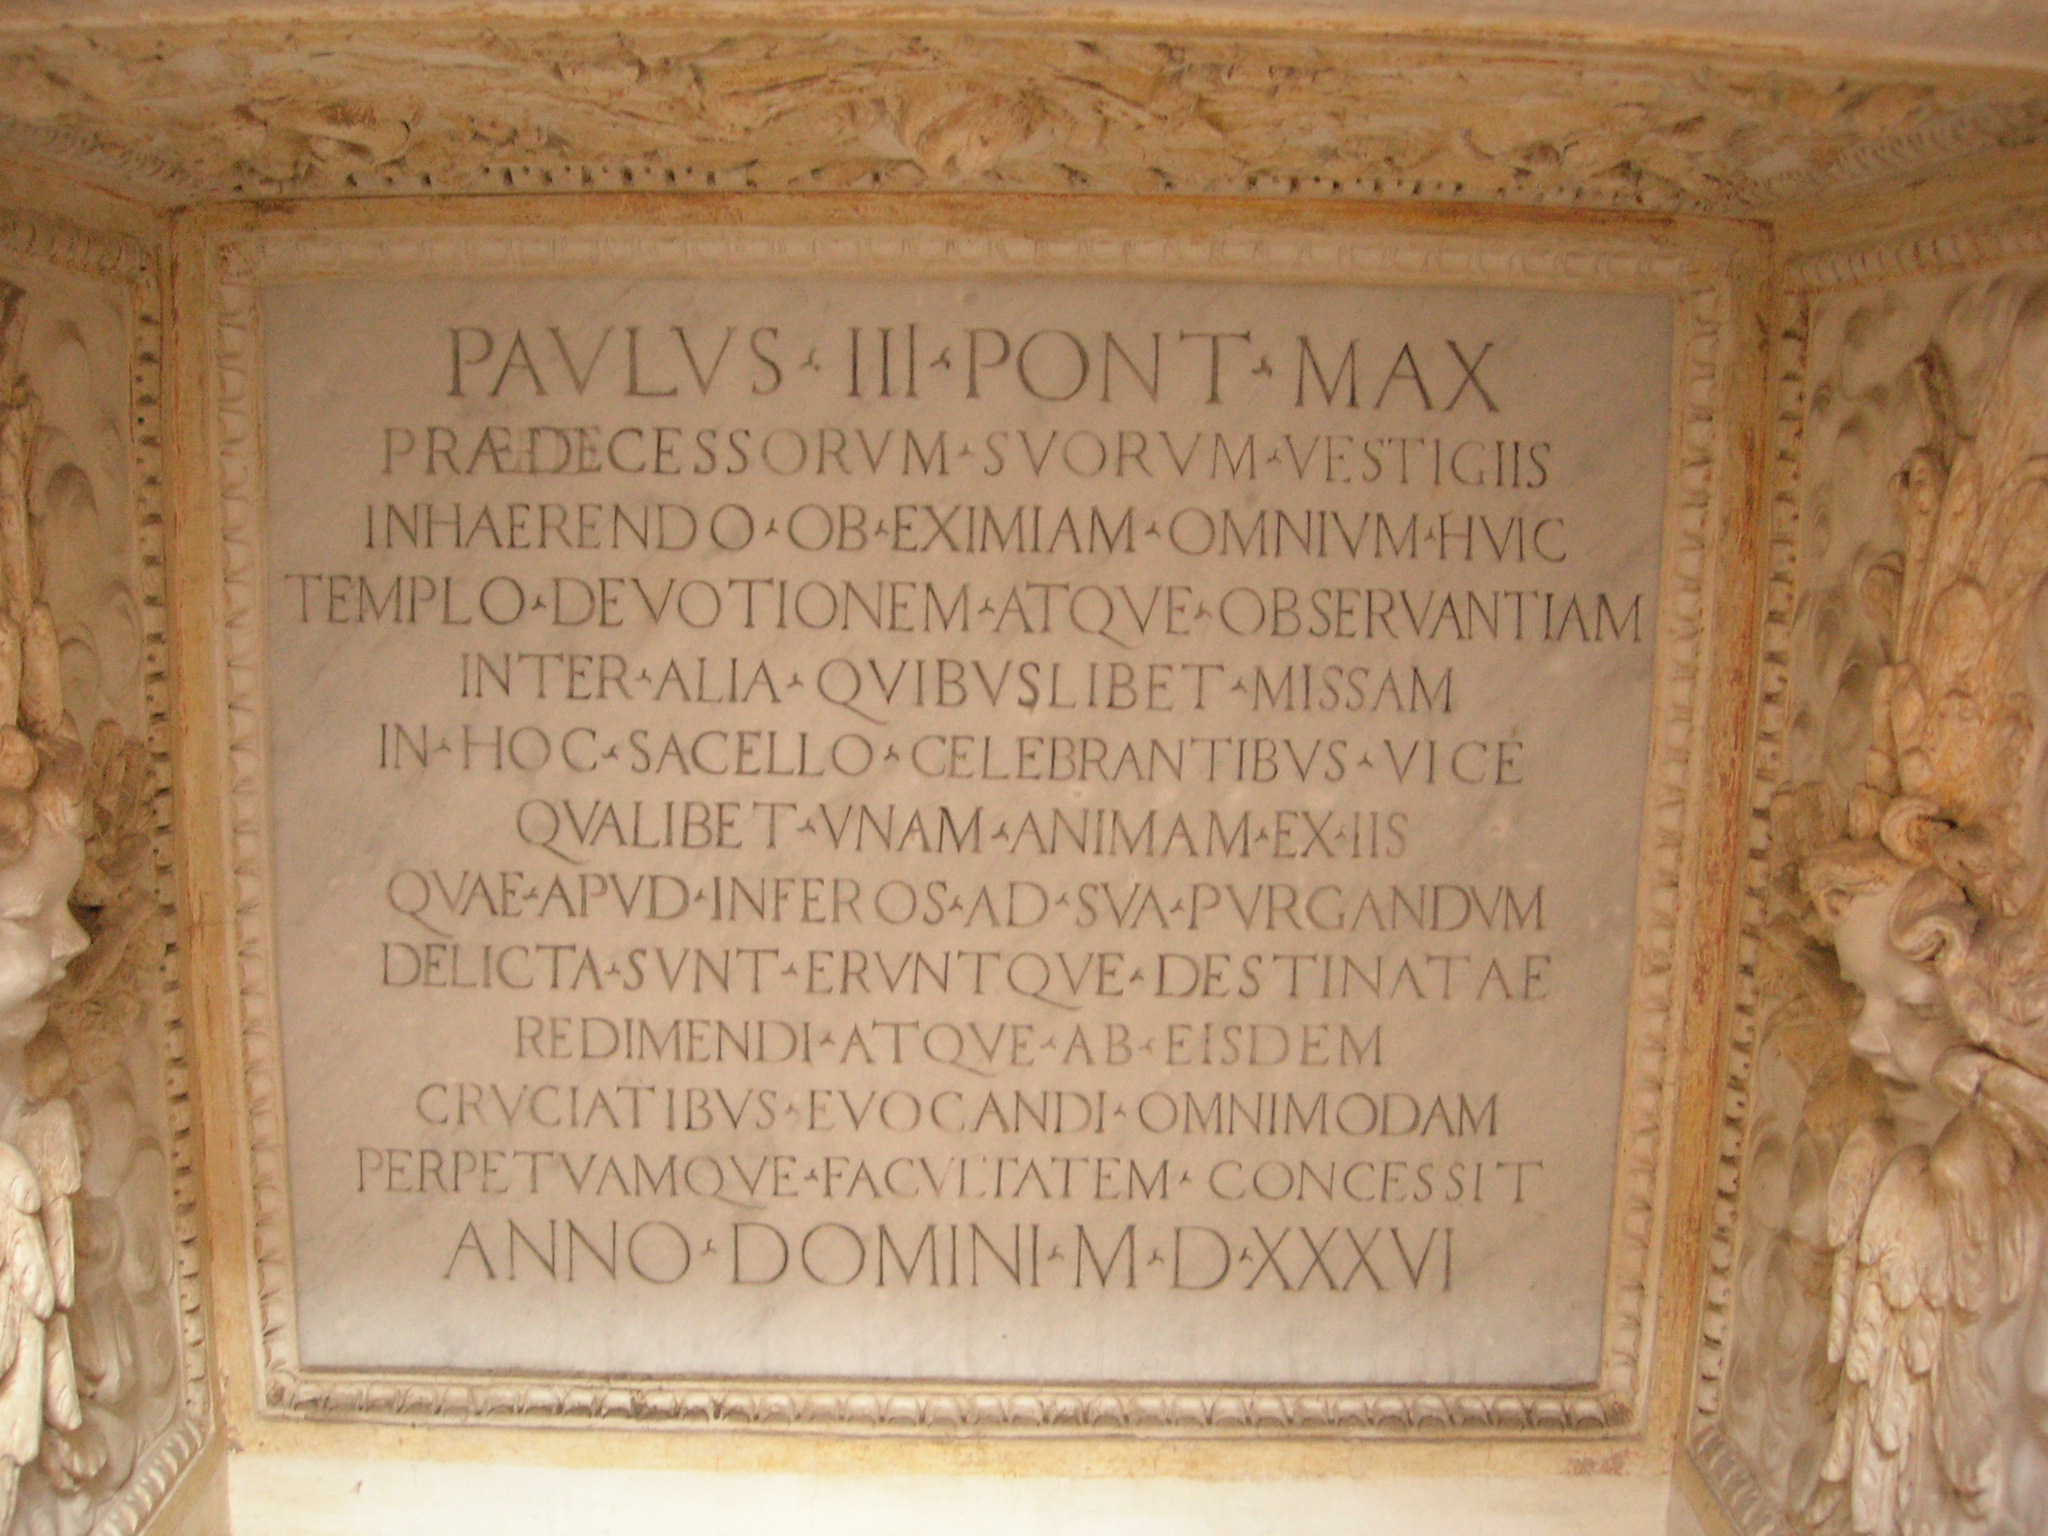 PAVLVS · III · PONT · MAX
PRÆDECESSORVM · SVORVM · VESTIGIIS
INHAERENDO · OB · EXIMIAM · OMNIVM · HVIC
TEMPLO · DEVOTIONEM · ATQVE · OBSERVANTIAM
INTER · ALIA · QVIBVSLIBET · MISSAM
IN · HOC · SACELLO · CELEBRANTIBVS · VICÉ
QVALIBET · VNAM · ANIMAM · EX · IIS
QVAE · APVD · INFEROS · AD · SVA · PVRGANDVM
DELICTA · SVNT · ERVNTQVE · DESTINATAE
REDIMENDI · ATQVE · AB · EISDEM
CRVCIATIBVS · EVOCANDI · OMNIMODAM
PERPETVAMQVE · FACVLTATEM · CONCESSIT
ANNO · DOMINI · M · D · XXXVI